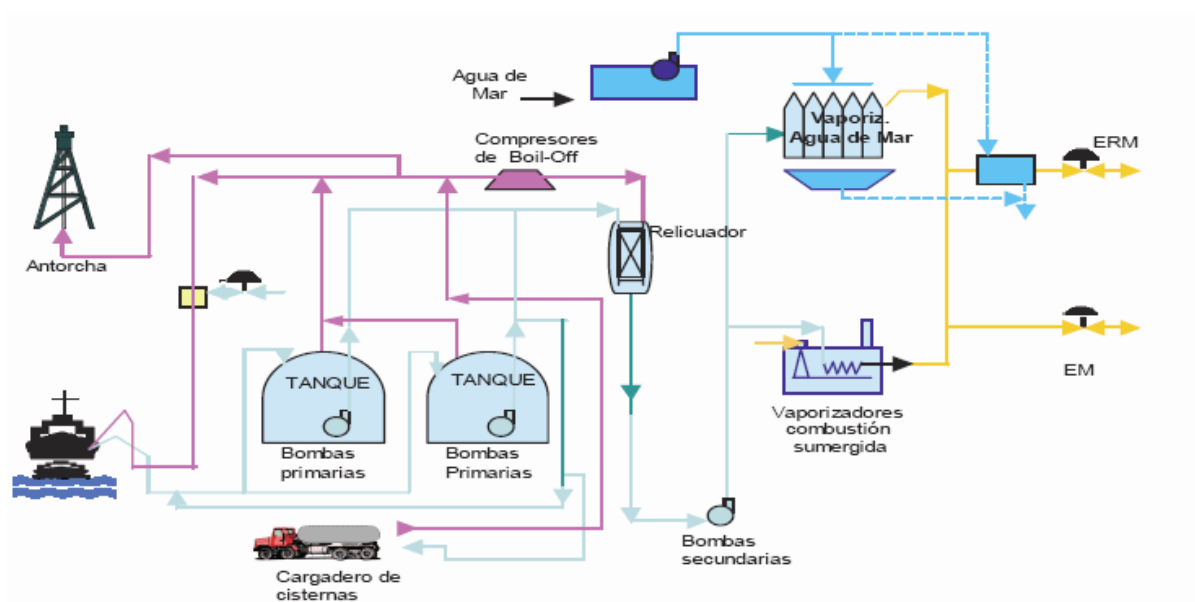 Agua de
Mar
Vaporiz.
Agua de Mar
Compresores
de Boil-Off
ERM
Relicuador
Antorcha
TANQUE
TANQUE
EM
Vaporizadores
combustión
sumergida
Bombas
primarias
Bombas
Primarias
Bombas
secundarias
Cargadero de
cisternas